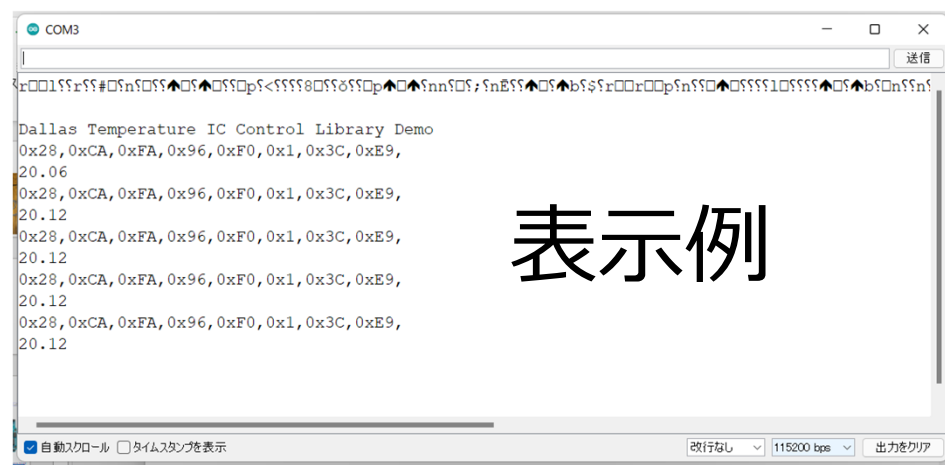 COM3
送信
Dallas Temperature IC Control Library Demo
0x28,0xCA,0xFA,0x96,0xF0,0x1,0x3C,0xE9,
20.06
0x28,0xCA,0xFA,0x96,0xF0,0x1,0x3C,0xE9,
20.12
0x28,0xCA,0xFA,0x96,0xF0,0x1,0x3C,0xE9,
20.12
0x28,0xCA,0xFA,0x96,0xF0,0x1,0x3C,0xE9,
20.12
0x28,0xCA,0xFA,0x96,0xF0,0x1,0x3C,0xE9,
20.12
表示例
自動スクロール タイムスタンプを表示 改行なし 115200 bps 出力をクリア